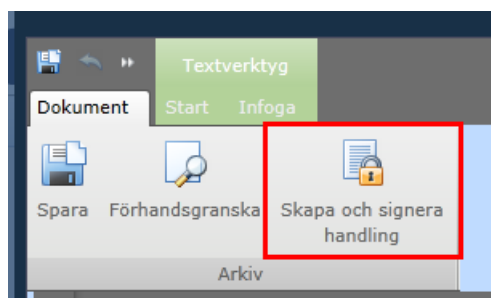 Textverktyg
Dokument Start Infoga
Spara Förhandsgranska Skapa och signera
handling
Arkiv